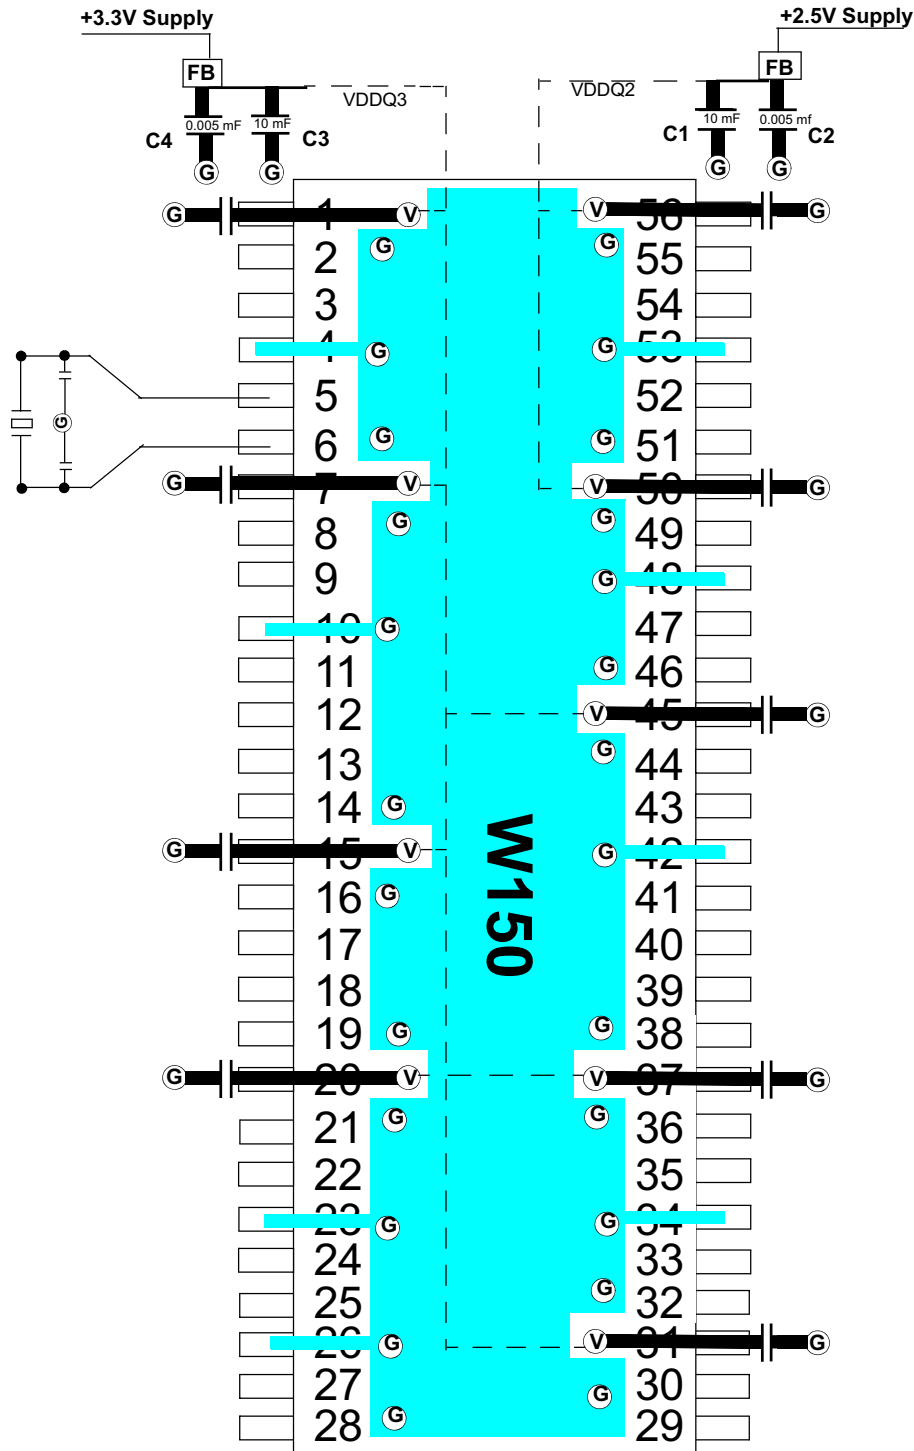 +3.3V Supply +2.5V Supply
FB FB
VDDQ3 VDDQ2
0.005 mF 10 mF 10 mF 0.005 mf
C4 C3 C1 C2
G G G G
G 1 V V 56 G
2 G G 55
3 54
4 G G 53
5 52
G
6 G G 51
G 7 V V 50 G
8 G G 49
9 G 48
10 G 47
11 G 46
12 V 45 G
13 G 44
14 G 43
G 15 V G 42
16 G 41
17 40
W150
18 39
19 G G 38
G 20 V V 37 G
21 G G 36
22 35
23 G G 34
24 33
25 G 32
26 G V 31 G
27 G 30
28 G 29